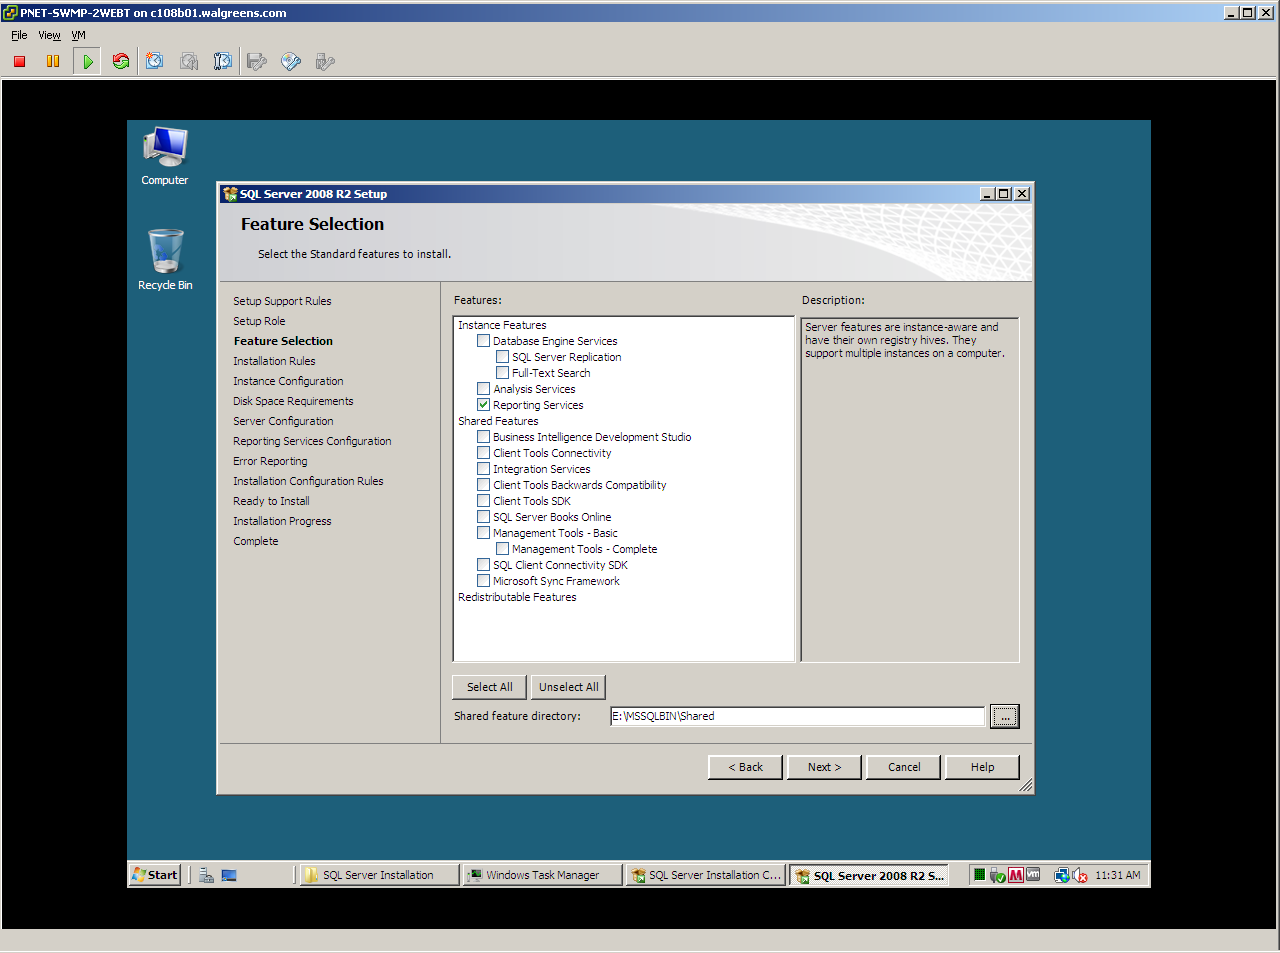 PNET-SWMP-2WEBT on c108b01.walgreens.com
File View VM
Computer
Recycle Bin
SQL Server 2008 R2 Setup
Feature Selection
Select the Standard features to install.
Setup Support Rules
Setup Role
Feature Selection
Installation Rules
Instance Configuration
Disk Space Requirements
Server Configuration
Reporting Services Configuration
Error Reporting
Installation Configuration Rules
Ready to Install
Installation Progress
Complete
Features:
Instance Features
Database Engine Services
SQL Server Replication
Full-Text Search
Analysis Services
Reporting Services
Shared Features
Business Intelligence Development Studio
Client Tools Connectivity
Integration Services
Client Tools Backwards Compatibility
Client Tools SDK
SQL Server Books Online
Management Tools - Basic
Management Tools - Complete
SQL Client Connectivity SDK
Microsoft Sync Framework
Redistributable Features
Description:
Server features are instance-aware and
have their own registry hives. They
support multiple instances on a computer.
Select All
Unselect All
Shared feature directory:
E:\MSSQLBIN\Shared
...
< Back
Next >
Cancel
Help
Start
SQL Server Installation
Windows Task Manager
SQL Server Installation C...
SQL Server 2008 R2 S...
M
vm
11:31 AM